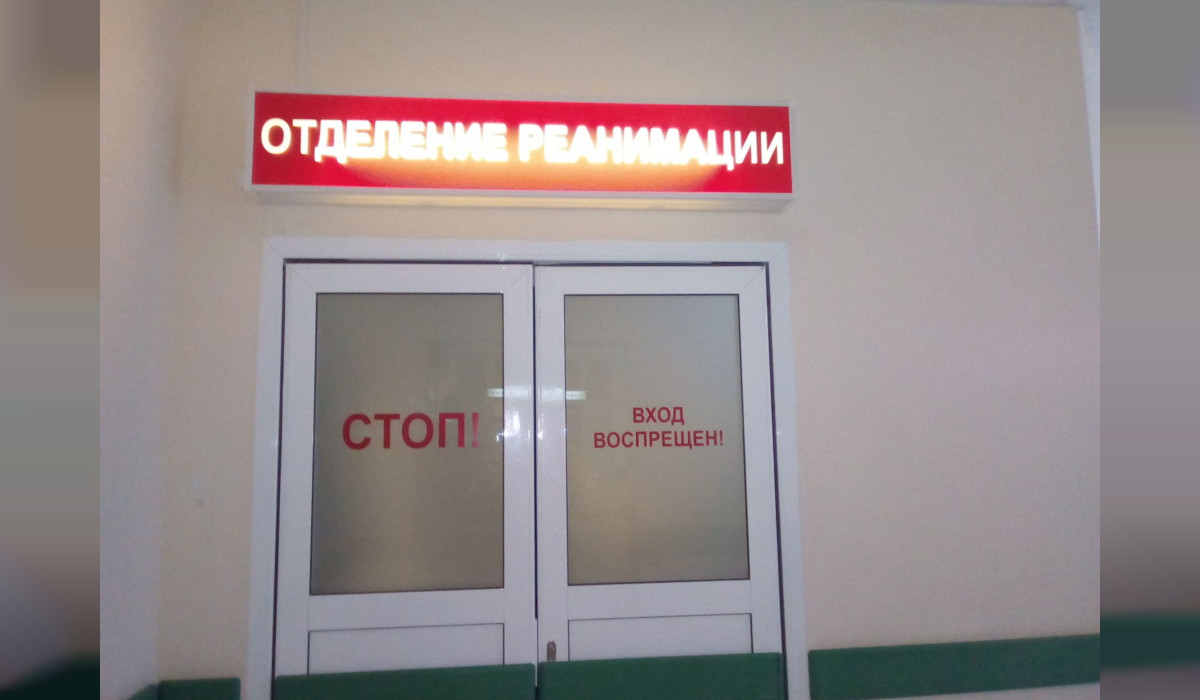 ОТДЕЛЕНИЕ РЕАНИМАЦИИ
СТОП!
ВХОД
ВОСПРЕЩЕН!